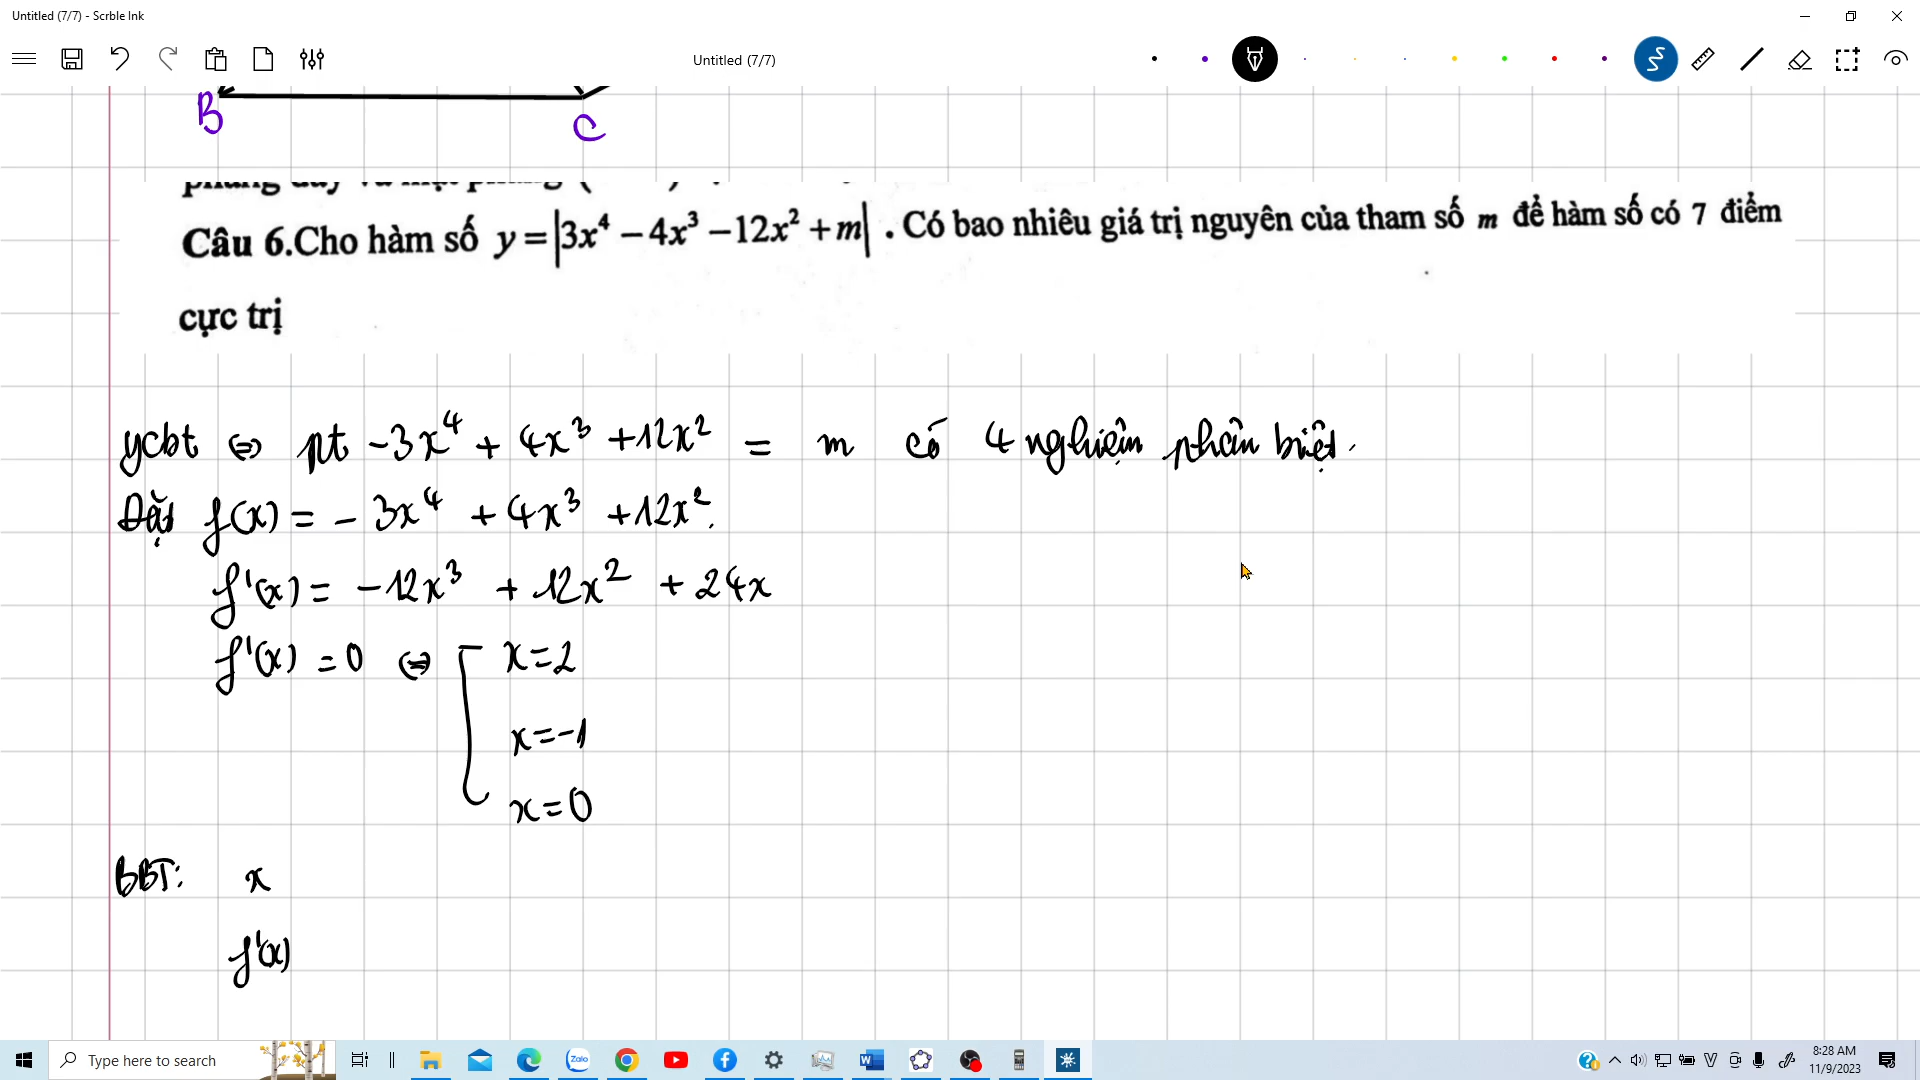 Untitled (7/7) - Scrble Ink
Untitled (7/7)
B
C
Câu 6.Cho hàm số y = |3x⁴ − 4x³ − 12x² + m| . Có bao nhiêu giá trị nguyên của tham số m để hàm số có 7 điểm
cực trị
ycbt ⇔ pt −3x⁴ + 4x³ + 12x² = m có 4 nghiệm phân biệt.
Đặt f(x) = − 3x⁴ + 4x³ + 12x².
f'(x) = −12x³ + 12x² + 24x
f'(x) = 0 ⇔ [ x = 2
x = −1
x = 0
BBT: x
f'(x)
Type here to search
Zalo
8:28 AM
11/9/2023